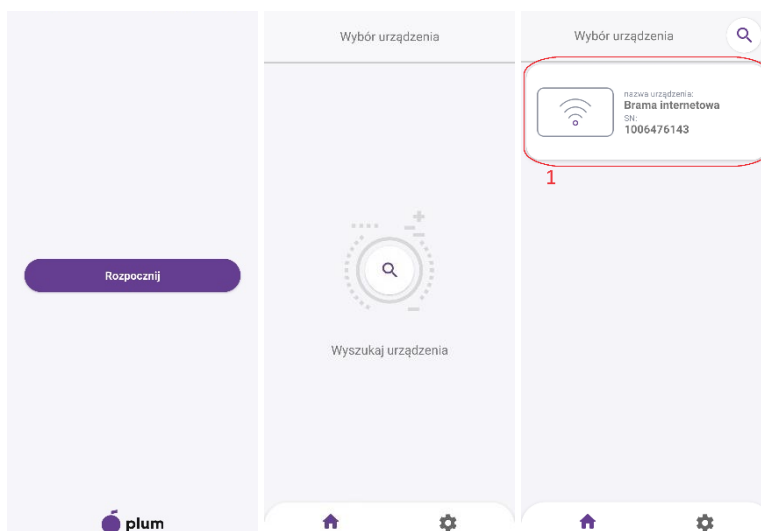 Rozpocznij
plum
Wybór urządzenia
Wyszukaj urządzenia
Wybór urządzenia
nazwa urządzenia:
Brama internetowa
SN:
1006476143
1